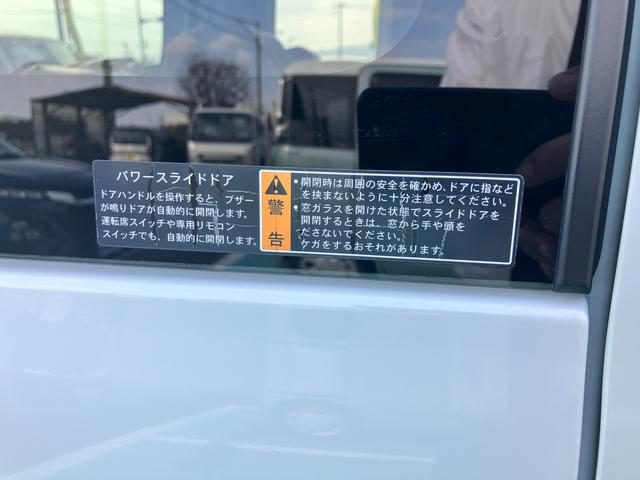 パワースライドドア
ドアハンドルを操作すると、ブザー
が鳴りドアが自動的に開閉します。
運転席スイッチや専用リモコン
スイッチでも、自動的に開閉します。
警告
・開閉時は周囲の安全を確かめ、ドアに指など
を挟まないように十分注意してください。
・窓ガラスを開けた状態でスライドドアを
開閉するときは、窓から手や頭を
ださないでください。
ケガをするおそれがあります。